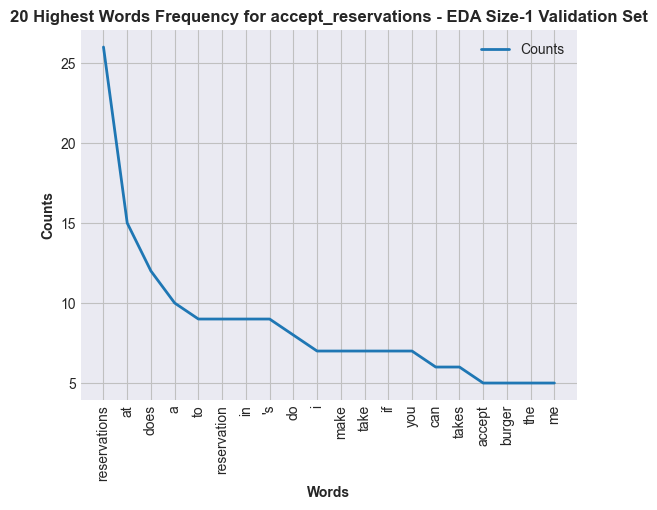 20 Highest Words Frequency for accept_reservations - EDA Size-1 Validation Set
Counts
25
20
15
10
5
Counts
reservations
at
does
a
to
reservation
in
's
do
i
make
take
if
you
can
takes
accept
burger
the
me
Words